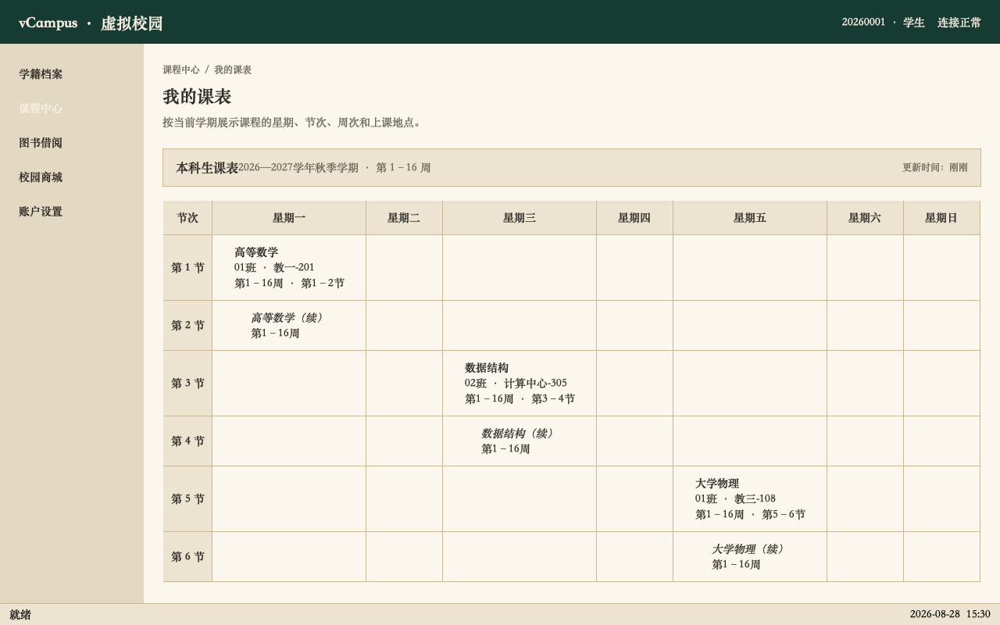 vCampus · 虚拟校园
20260001 · 学生 连接正常
学籍档案
课程中心
图书借阅
校园商城
账户设置
课程中心 / 我的课表
我的课表
按当前学期展示课程的星期、节次、周次和上课地点。
本科生课表2026—2027学年秋季学期 · 第 1–16 周
更新时间：刚刚
节次 星期一 星期二 星期三 星期四 星期五 星期六 星期日
第 1 节
高等数学
01班 · 教一-201
第1–16周 · 第1–2节
第 2 节
高等数学（续）
第1–16周
第 3 节
数据结构
02班 · 计算中心-305
第1–16周 · 第3–4节
第 4 节
数据结构（续）
第1–16周
第 5 节
大学物理
01班 · 教三-108
第1–16周 · 第5–6节
第 6 节
大学物理（续）
第1–16周
就绪
2026-08-28 15:30